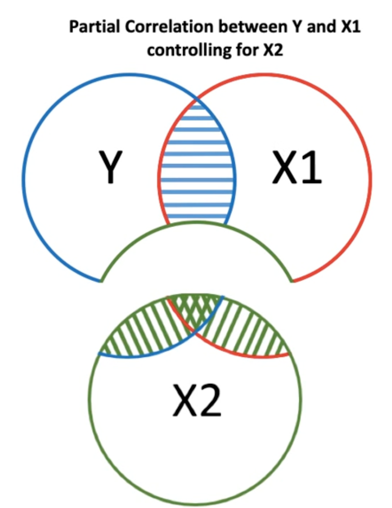 Partial Correlation between Y and X1
controlling for X2
Y
X1
X2